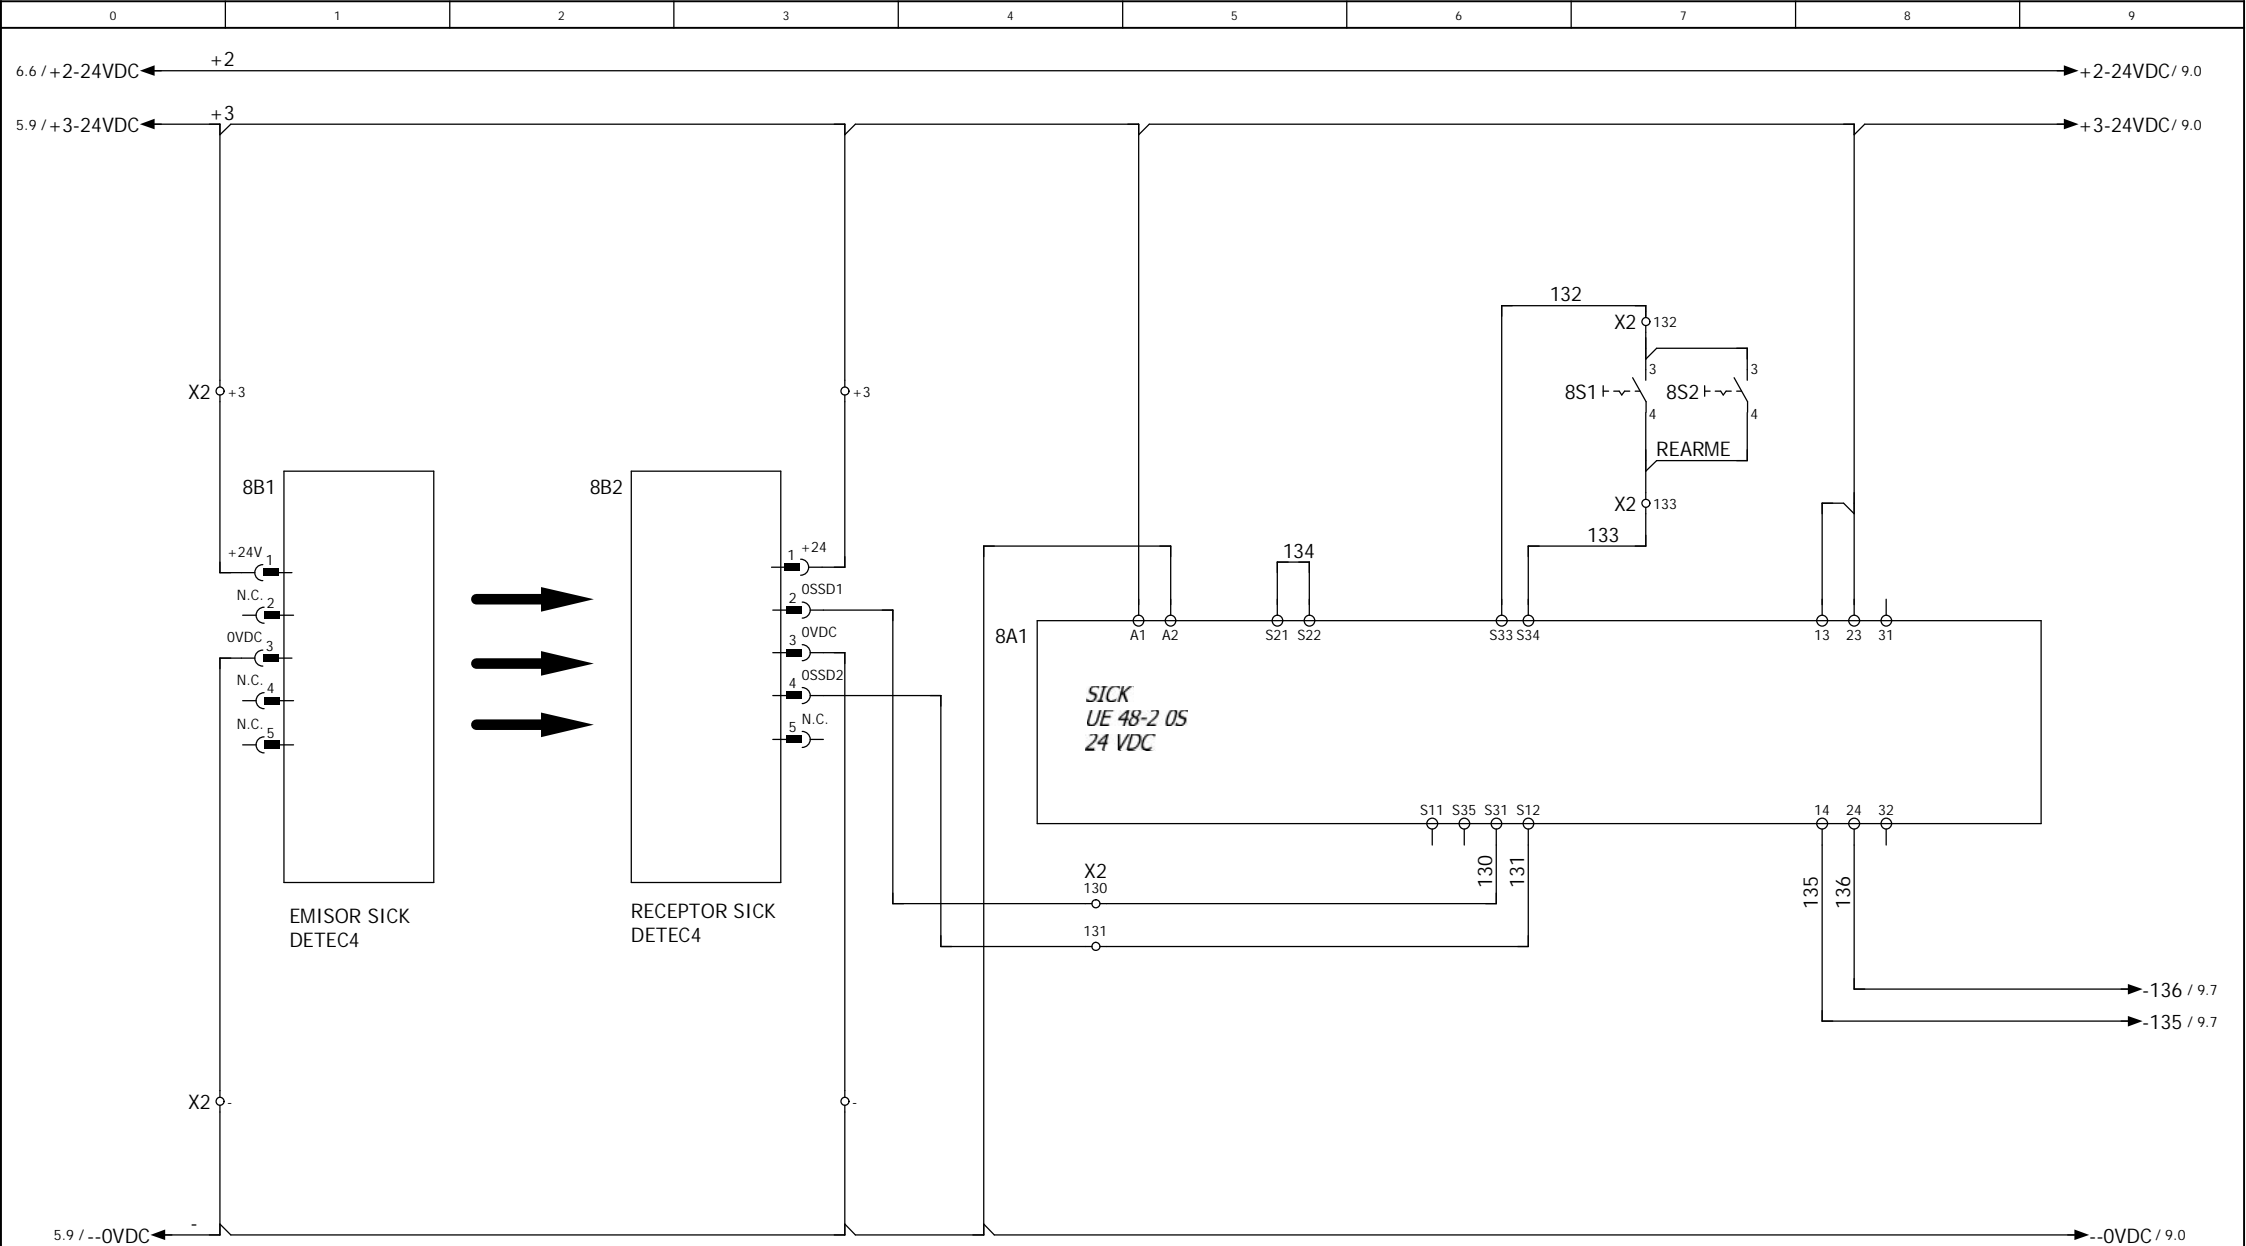 0 1 2 3 4 5 6 7 8 9
6.6 / +2-24VDC +2 +2-24VDC / 9.0
5.9 / +3-24VDC +3 +3-24VDC / 9.0
132
X2 132
3 3
X2 +3 +3 8S1 8S2
4 4
REARME
8B1 8B2
X2 133
133
+24V 1
1 +24
134
N.C. 2
2 0SSD1
0VDC 3
3 0VDC
8A1 A1 A2 S21 S22 S33 S34 13 23 31
N.C. 4
4 0SSD2
SICK
UE 48-2 0S
24 VDC
N.C. 5
5 N.C.
S11 S35 S31 S12 14 24 32
X2
130
130 131 135 136
EMISOR SICK
DETEC4
RECEPTOR SICK
DETEC4
131
-136 / 9.7
-135 / 9.7
X2 - -
-
5.9 / --0VDC --0VDC / 9.0